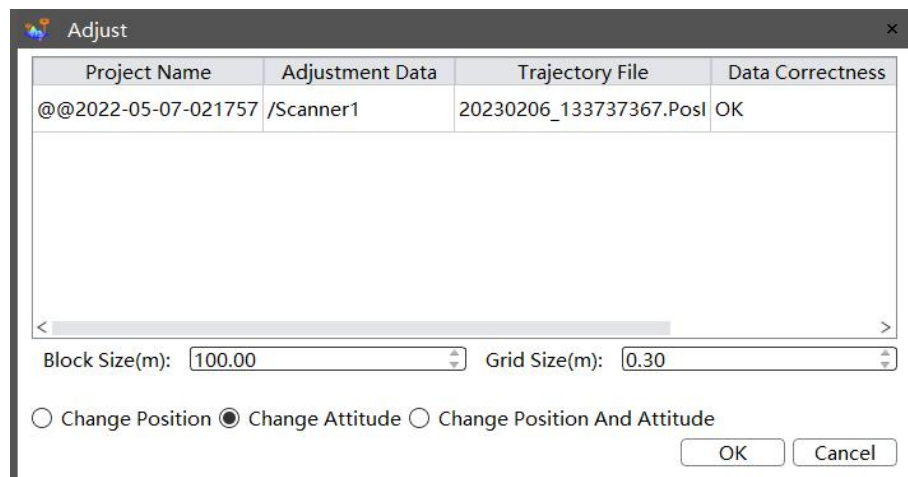 Adjust
Project Name Adjustment Data Trajectory File Data Correctness
@@2022-05-07-021757 /Scanner1 20230206_133737367.Posl OK
Block Size(m): 100.00 Grid Size(m): 0.30
Change Position Change Attitude Change Position And Attitude
OK Cancel